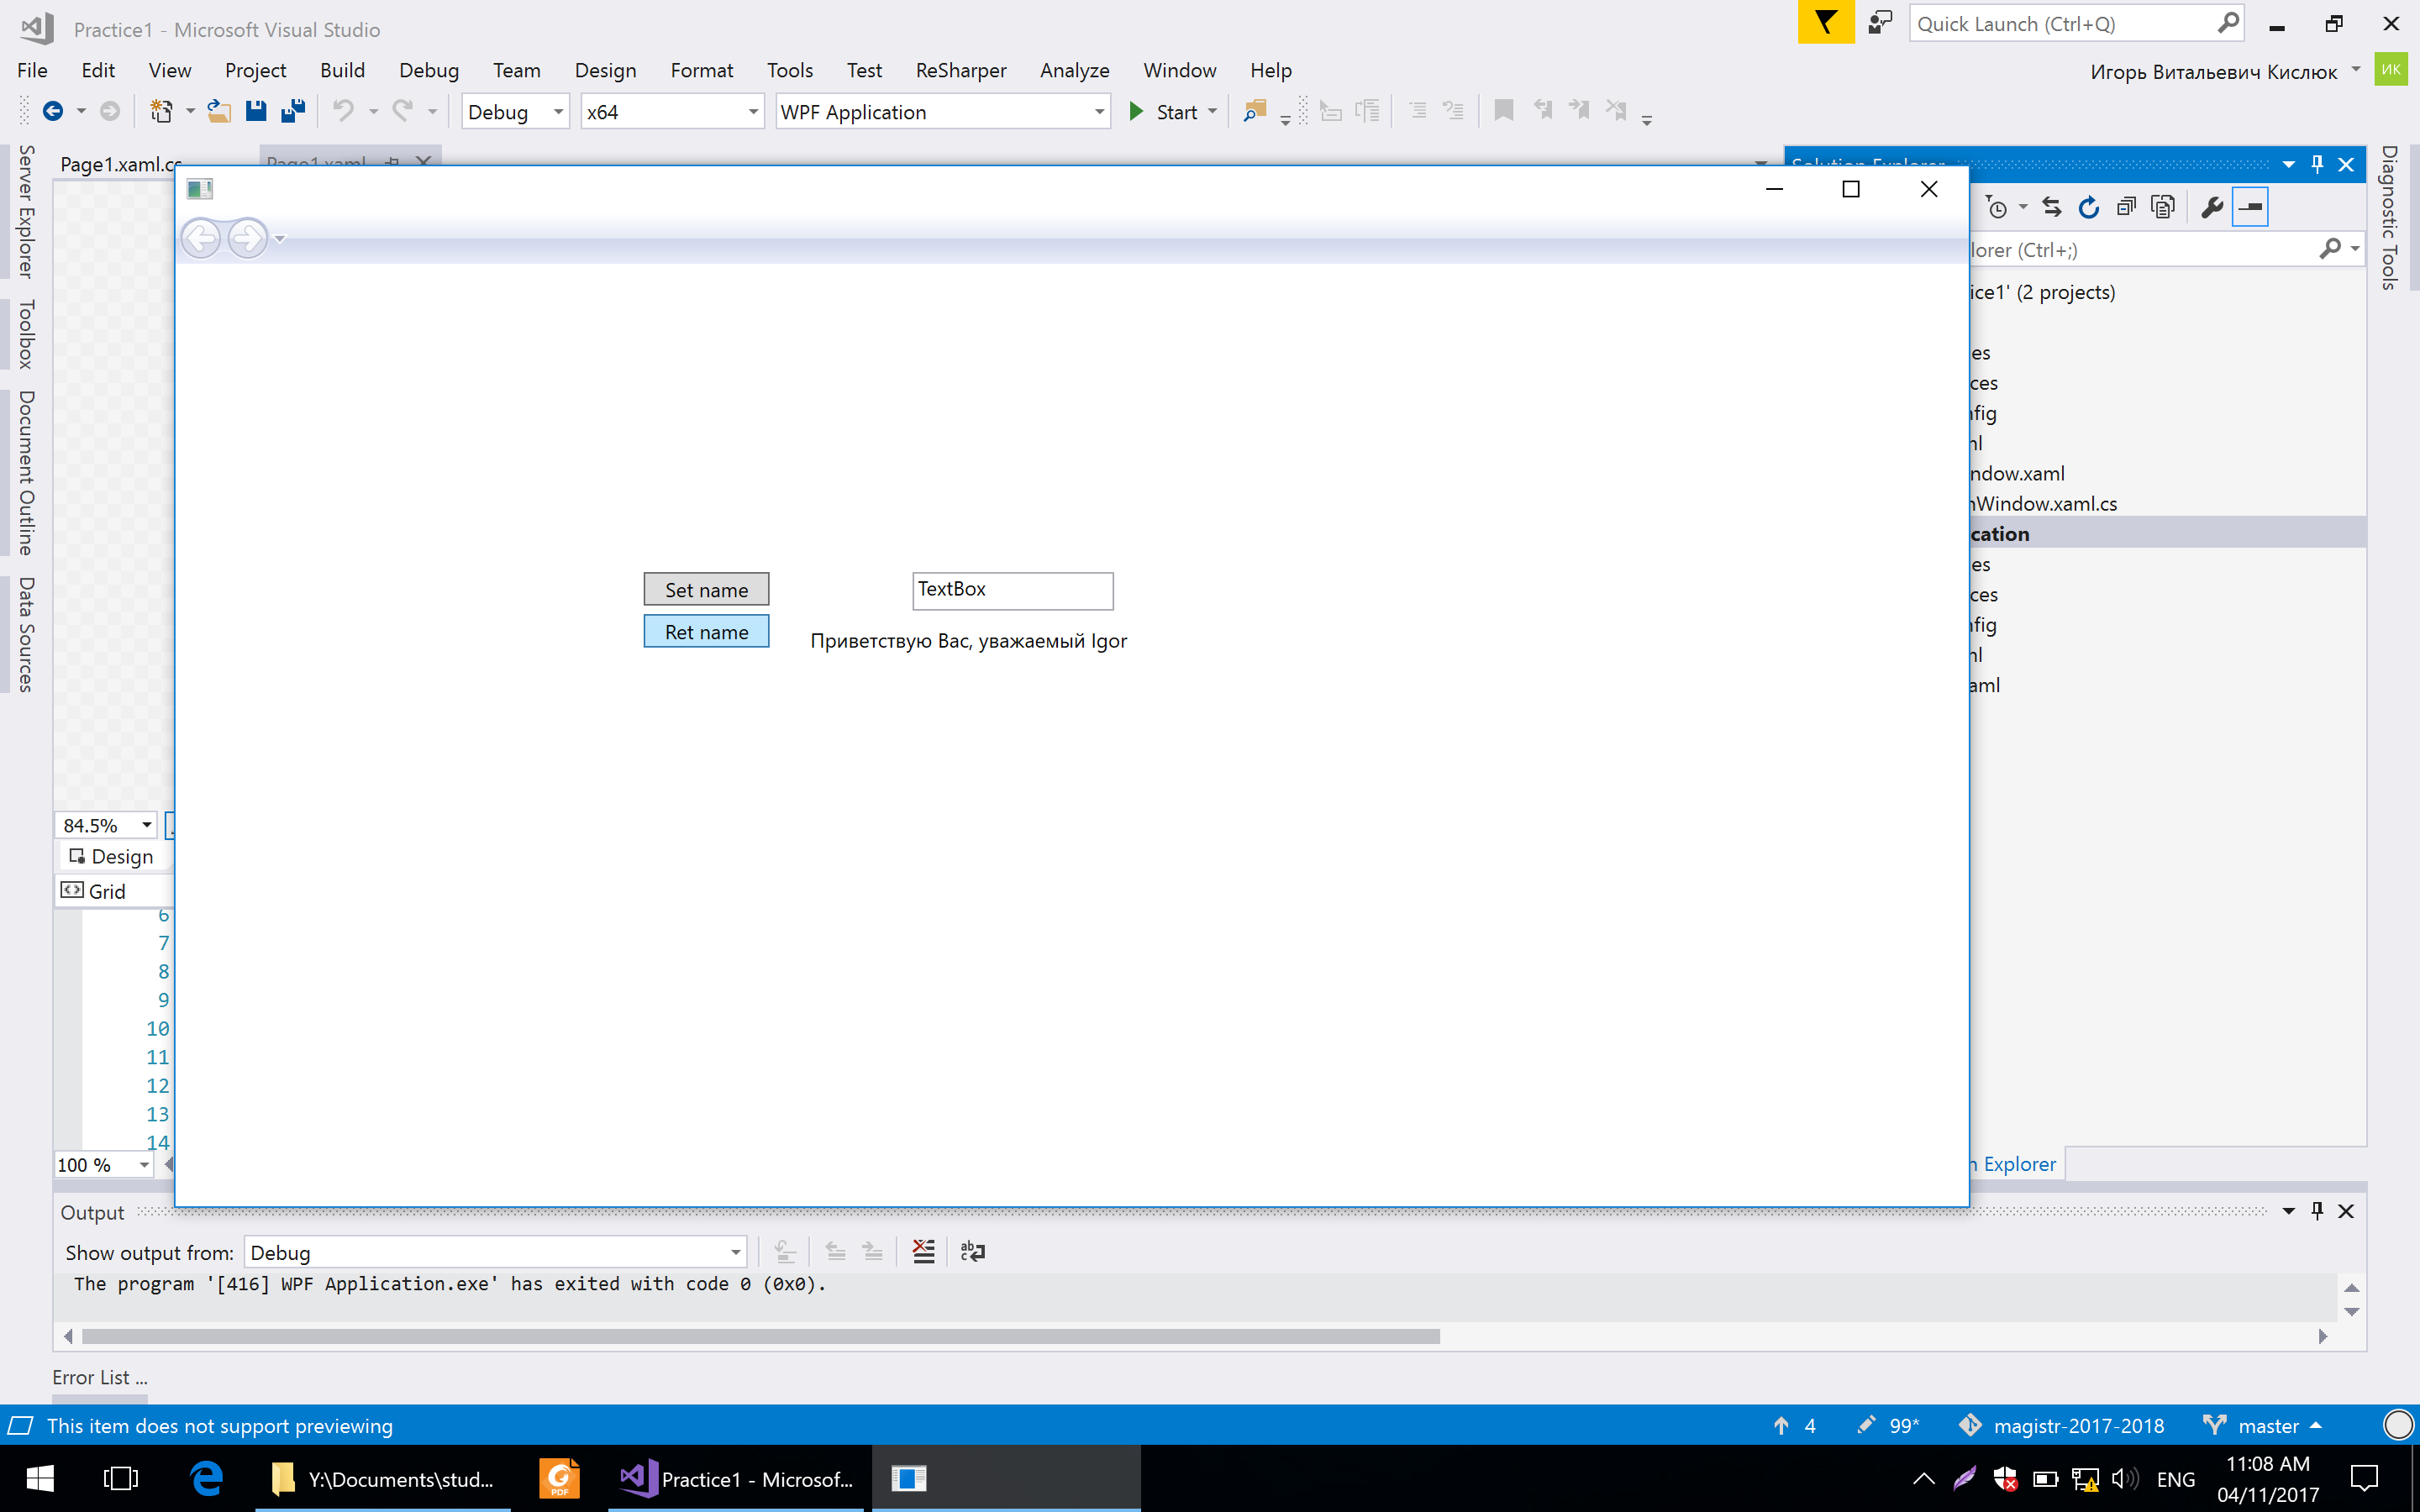 Practice1 - Microsoft Visual Studio
Quick Launch (Ctrl+Q)
File Edit View Project Build Debug Team Design Format Tools Test ReSharper Analyze Window Help
Игорь Витальевич Кислюк ИК
Debug x64 WPF Application Start
Page1.xaml.cs Page1.xaml
Solution Explorer
Server Explorer
Toolbox
Document Outline
Data Sources
Diagnostic Tools
lorer (Ctrl+;)
ice1' (2 projects)
es
ces
nfig
ml
ndow.xaml
nWindow.xaml.cs
cation
es
ces
nfig
ml
aml
Set name TextBox
Ret name Приветствую Вас, уважаемый Igor
84.5%
Design
Grid
6
7
8
9
10
11
12
13
14
100 %
n Explorer
Output
Show output from: Debug
The program '[416] WPF Application.exe' has exited with code 0 (0x0).
Error List ...
This item does not support previewing
4 99* magistr-2017-2018 master
Y:\Documents\stud...
PDF
Practice1 - Microsof...
ENG
11:08 AM
04/11/2017